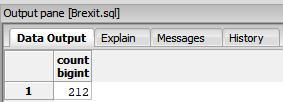 Output pane [Brexit.sql]
Data Output Explain Messages History
count
bigint
1 212